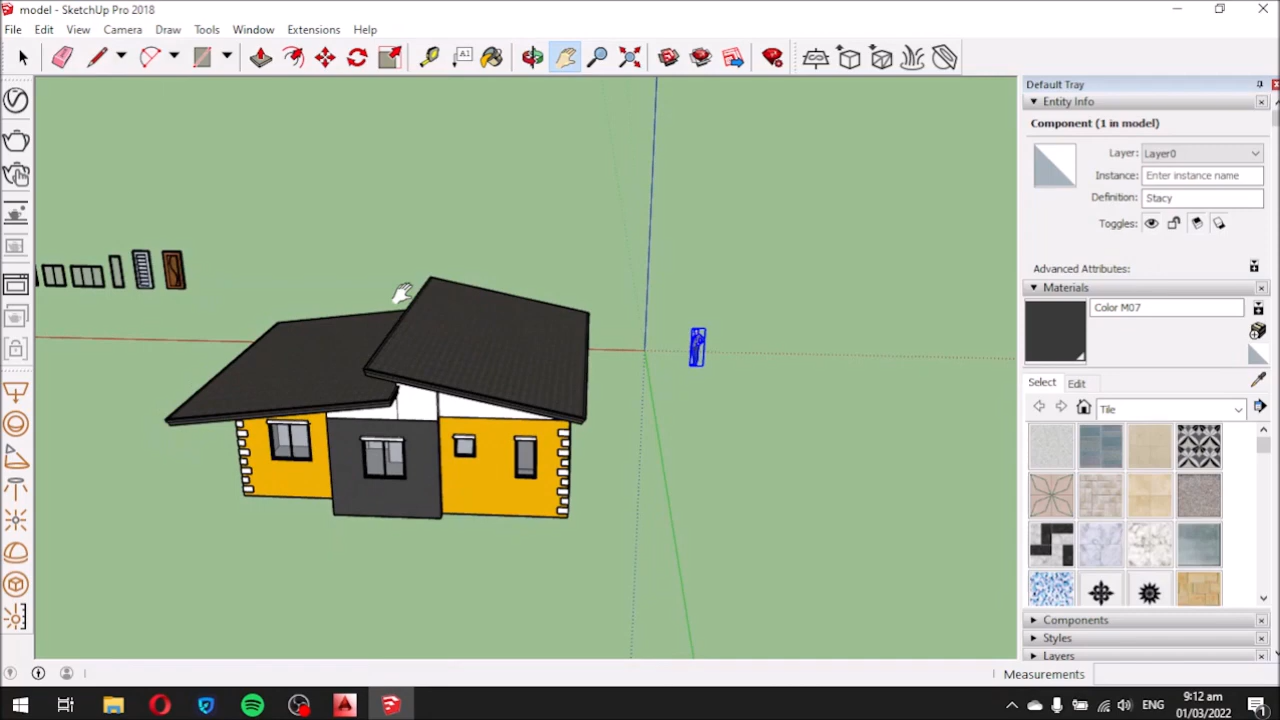 model - SketchUp Pro 2018
File Edit View Camera Draw Tools Window Extensions Help
A1
Default Tray
Entity Info
Component (1 in model)
Layer: Layer0
Instance: Enter instance name
Definition: Stacy
Toggles:
Advanced Attributes:
Materials
Color M07
Select Edit
Tile
Components
Styles
Layers
Measurements
ENG
9:12 am
01/03/2022
1